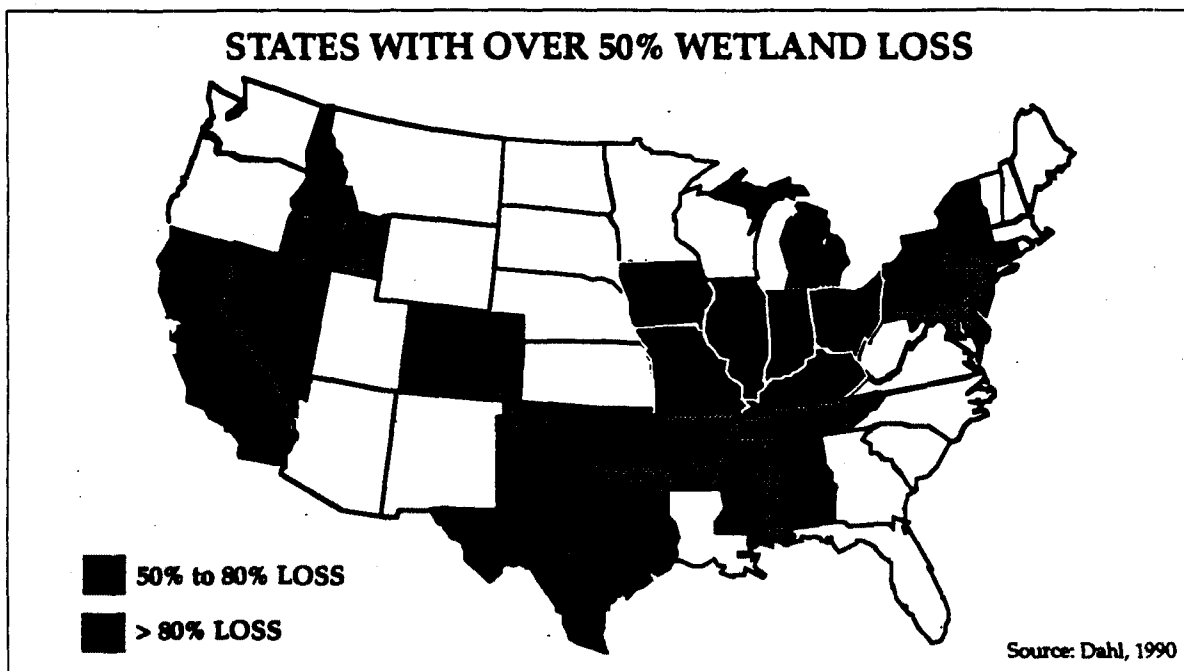 STATES WITH OVER 50% WETLAND LOSS
50% to 80% LOSS
> 80% LOSS
Source: Dahl, 1990